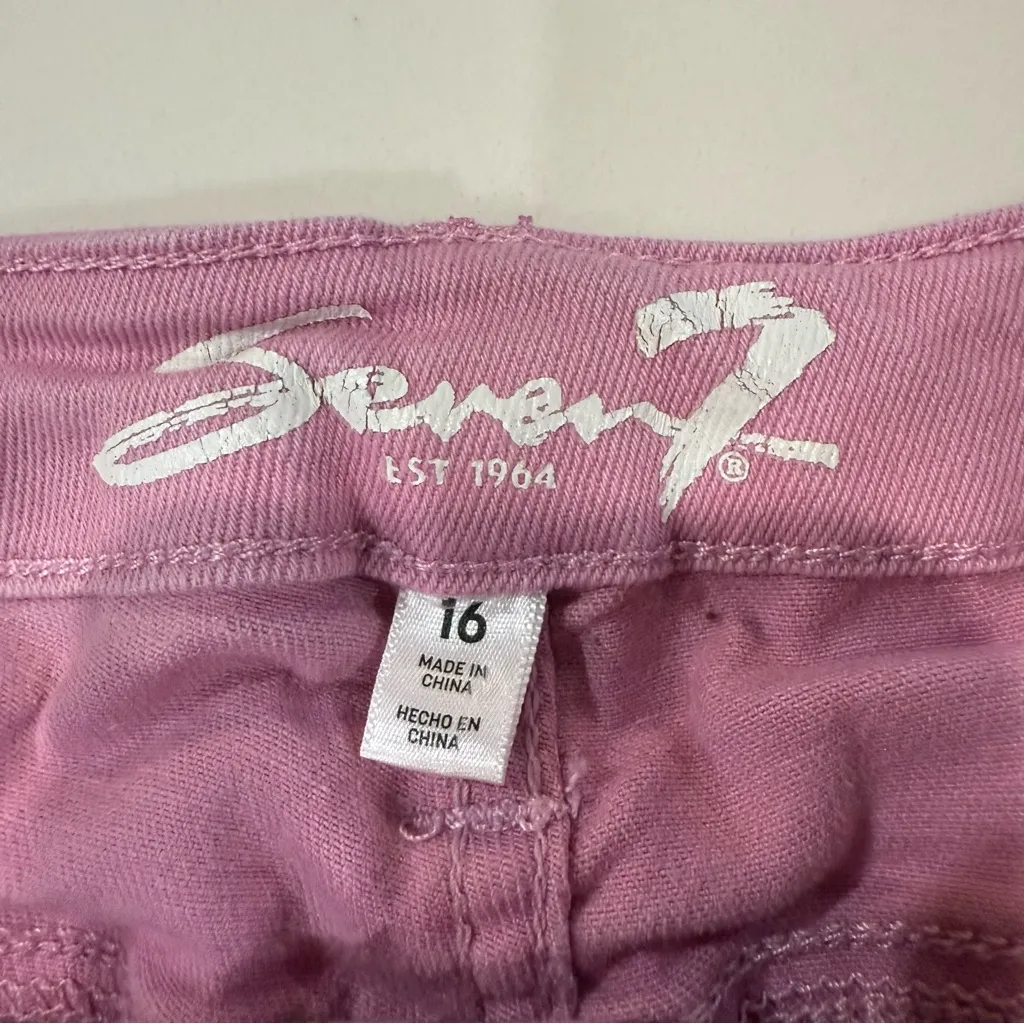 Seven7
EST 1964
®
16
MADE IN
CHINA
HECHO EN
CHINA